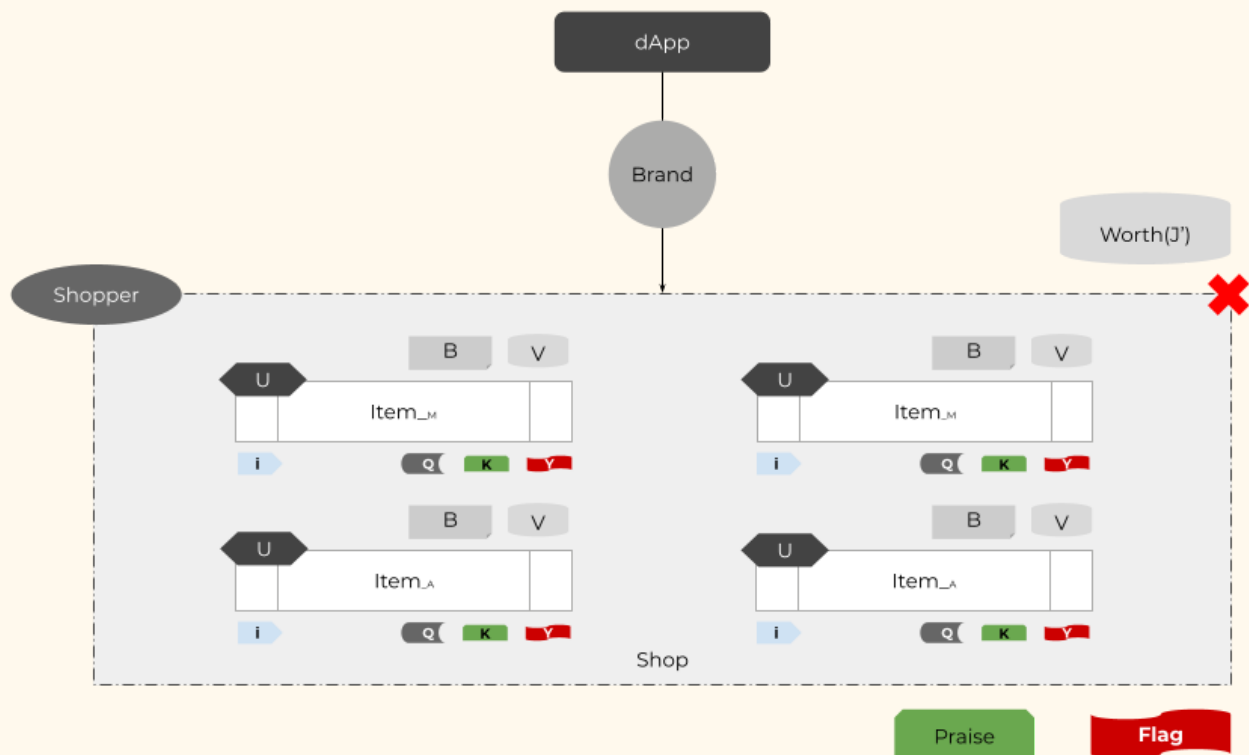 dApp
Brand
Worth(J’)
Shopper
B V
U
Item_M
i Q K Y
B V
U
Item_M
i Q K Y
B V
U
Item_A
i Q K Y
B V
U
Item_A
i Q K Y
Shop
Praise
Flag